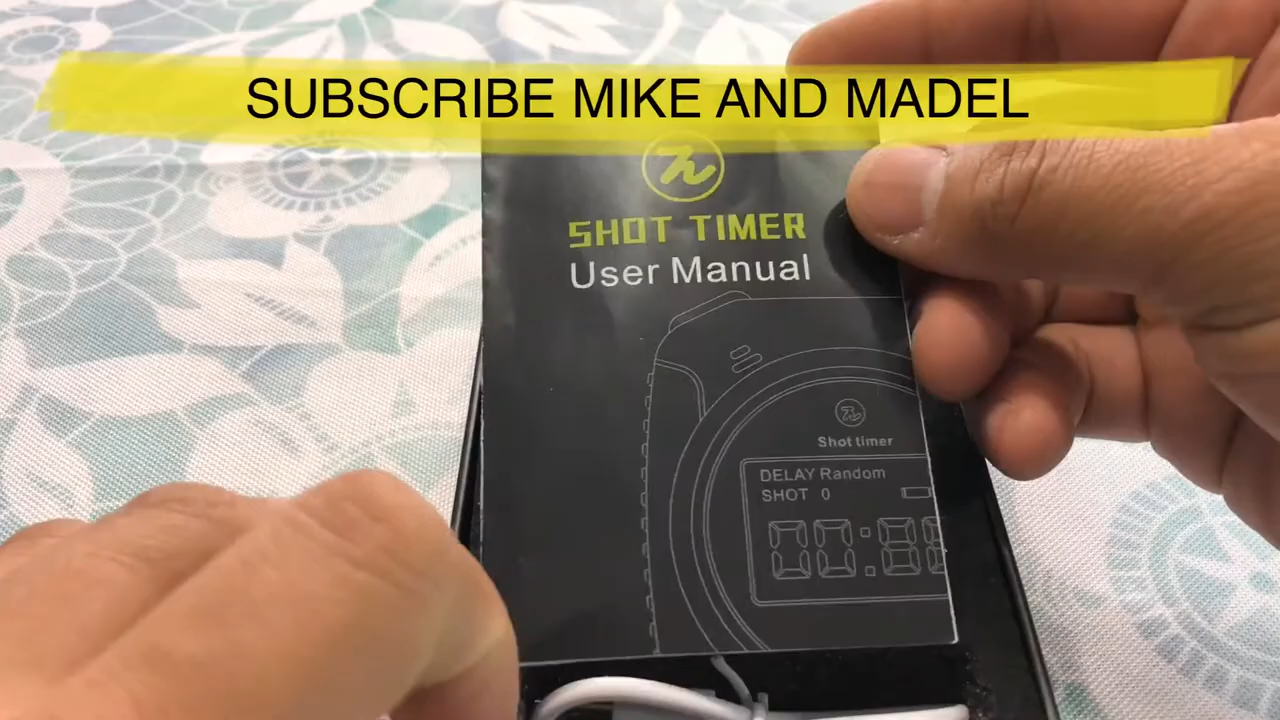 SUBSCRIBE MIKE AND MADEL
SHOT TIMER
User Manual
Shot timer
DELAY Random
SHOT 0